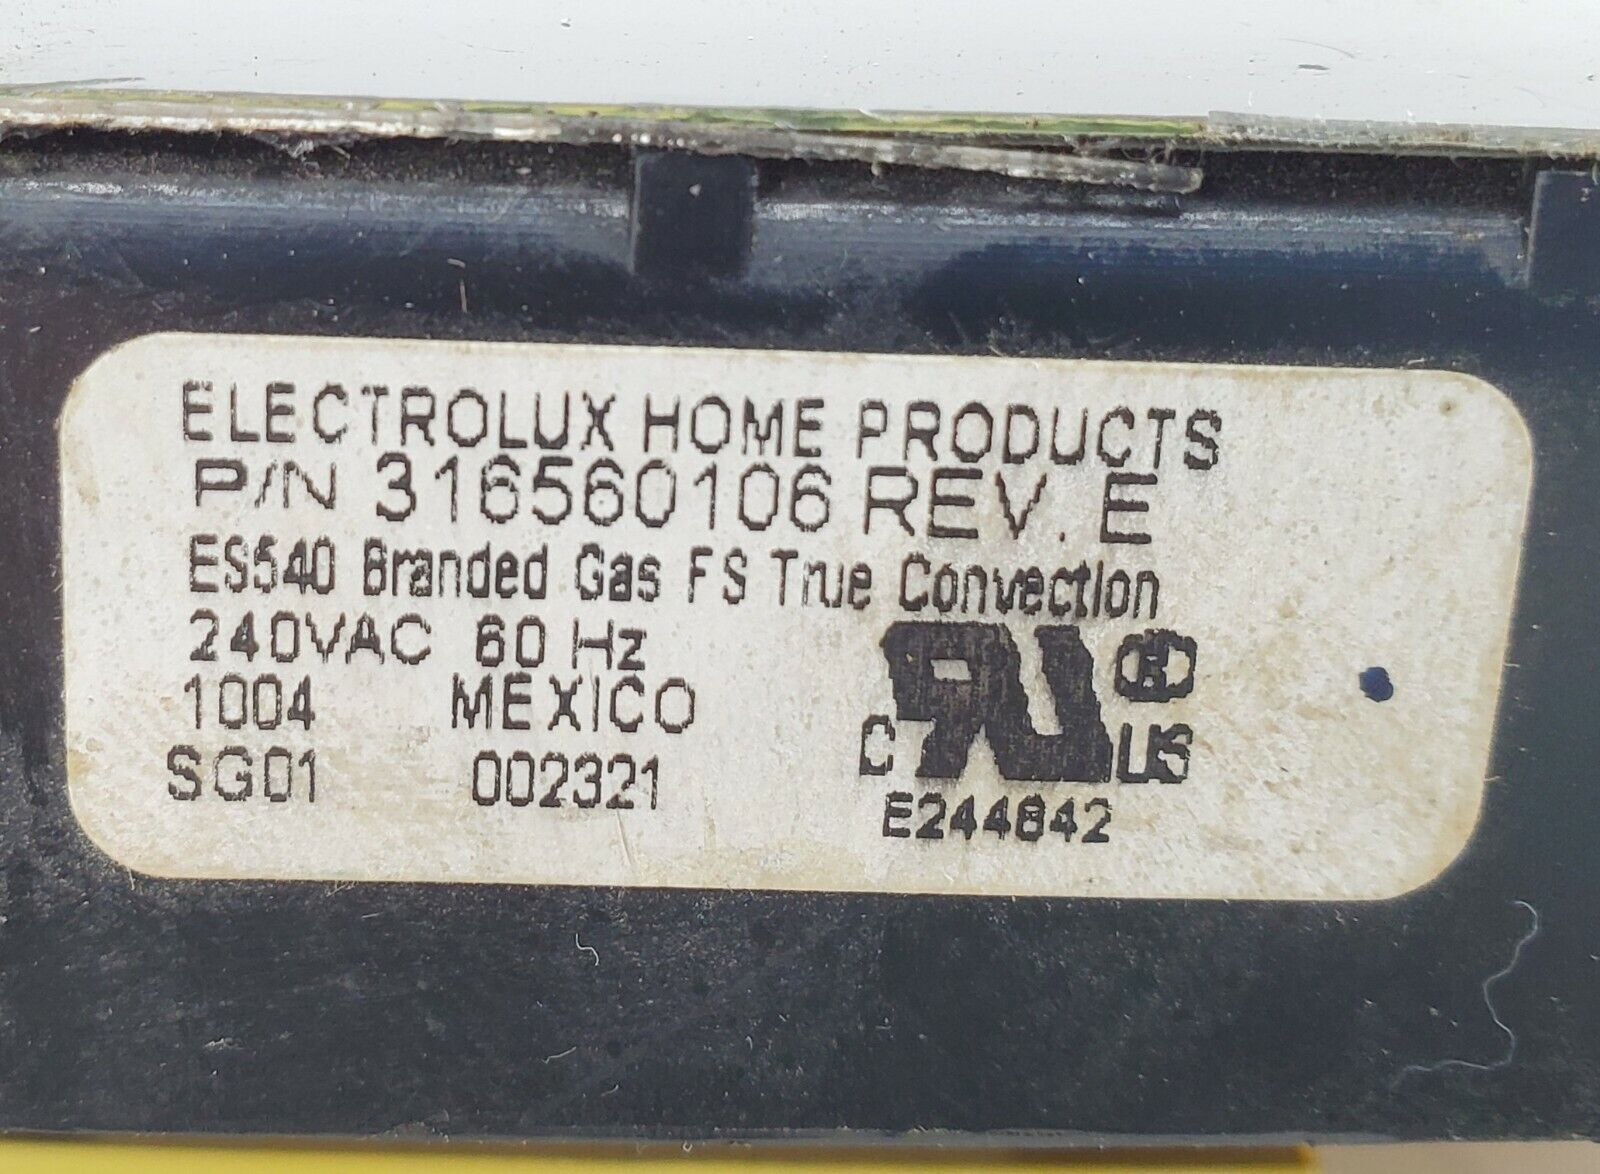 ELECTROLUX HOME PRODUCTS
P/N 316560106 REV. E
ES540 Branded Gas FS True Convection
240VAC 60 Hz
1004 MEXICO
SG01 002321
C RU US
E244842